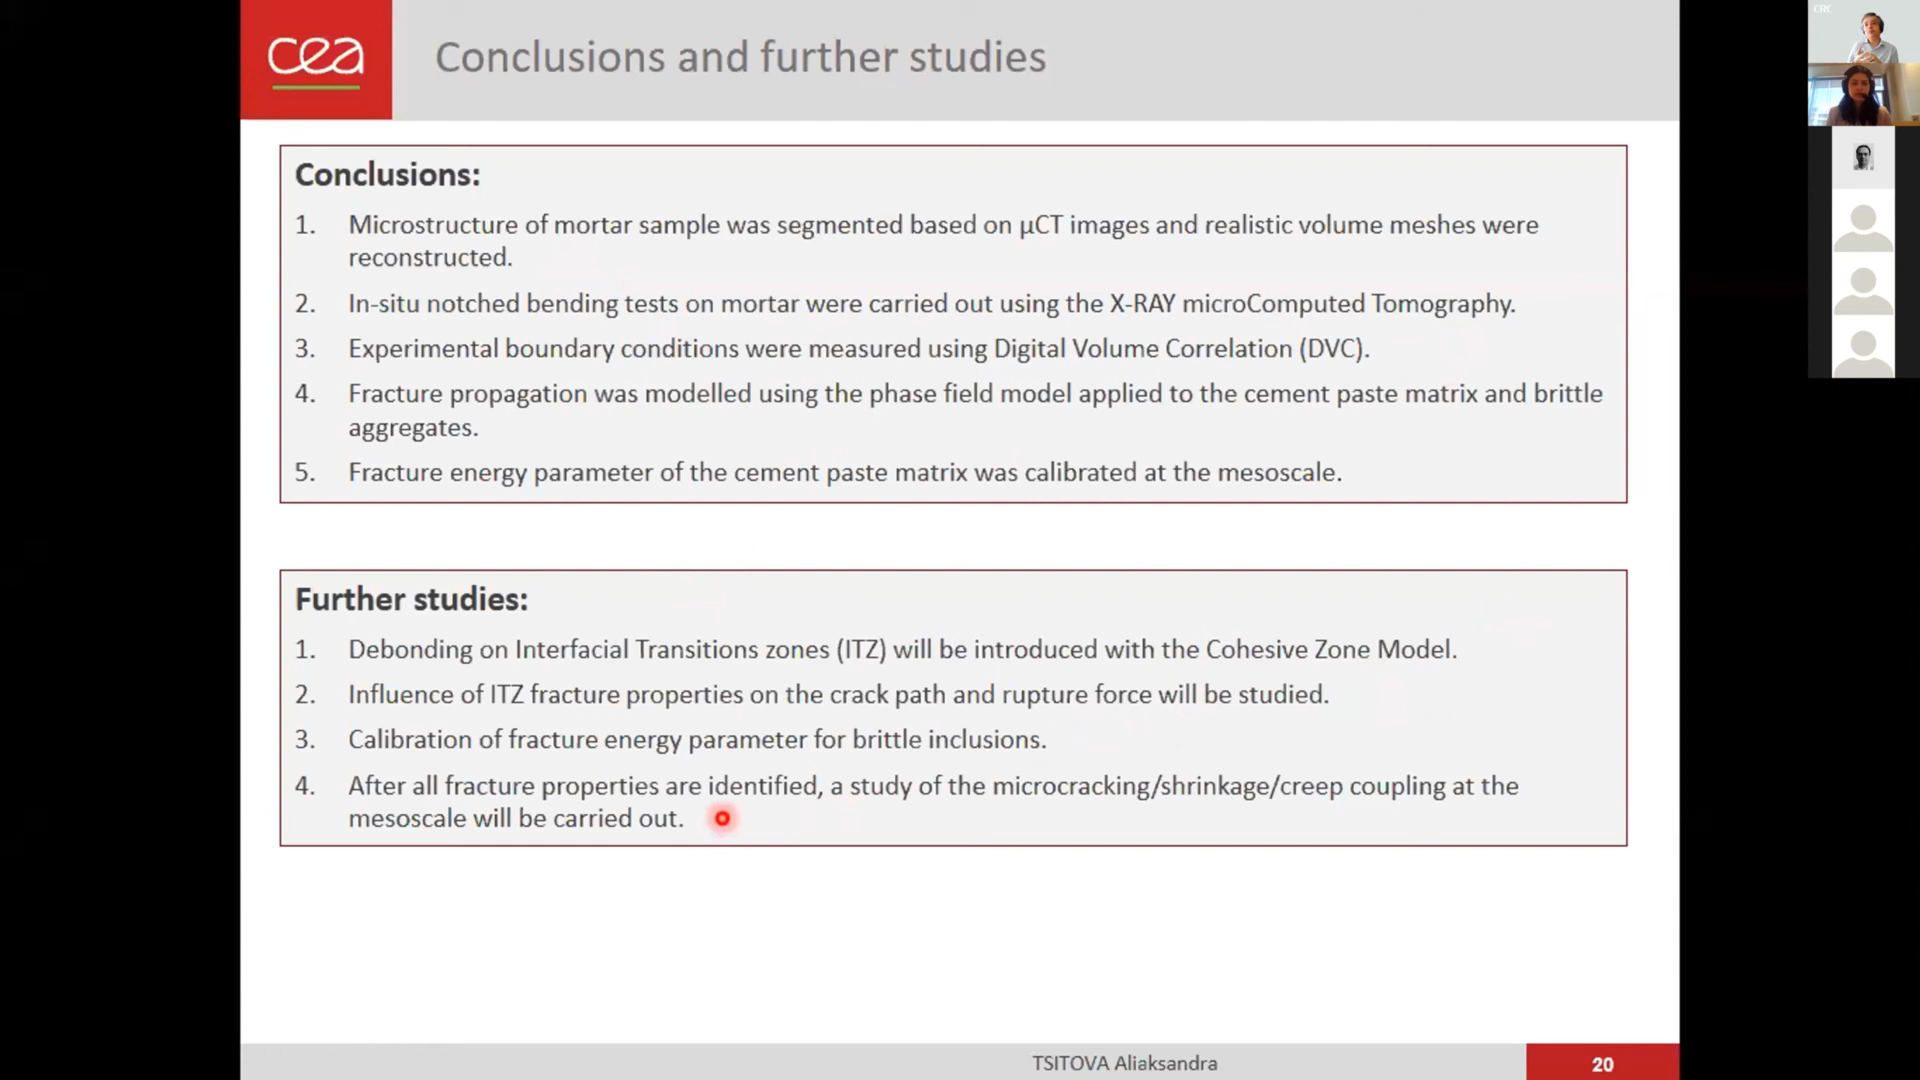 cea
Conclusions and further studies
CRC
Conclusions:
1. Microstructure of mortar sample was segmented based on µCT images and realistic volume meshes were
reconstructed.
2. In-situ notched bending tests on mortar were carried out using the X-RAY microComputed Tomography.
3. Experimental boundary conditions were measured using Digital Volume Correlation (DVC).
4. Fracture propagation was modelled using the phase field model applied to the cement paste matrix and brittle
aggregates.
5. Fracture energy parameter of the cement paste matrix was calibrated at the mesoscale.
Further studies:
1. Debonding on Interfacial Transitions zones (ITZ) will be introduced with the Cohesive Zone Model.
2. Influence of ITZ fracture properties on the crack path and rupture force will be studied.
3. Calibration of fracture energy parameter for brittle inclusions.
4. After all fracture properties are identified, a study of the microcracking/shrinkage/creep coupling at the
mesoscale will be carried out.
TSITOVA Aliaksandra
20